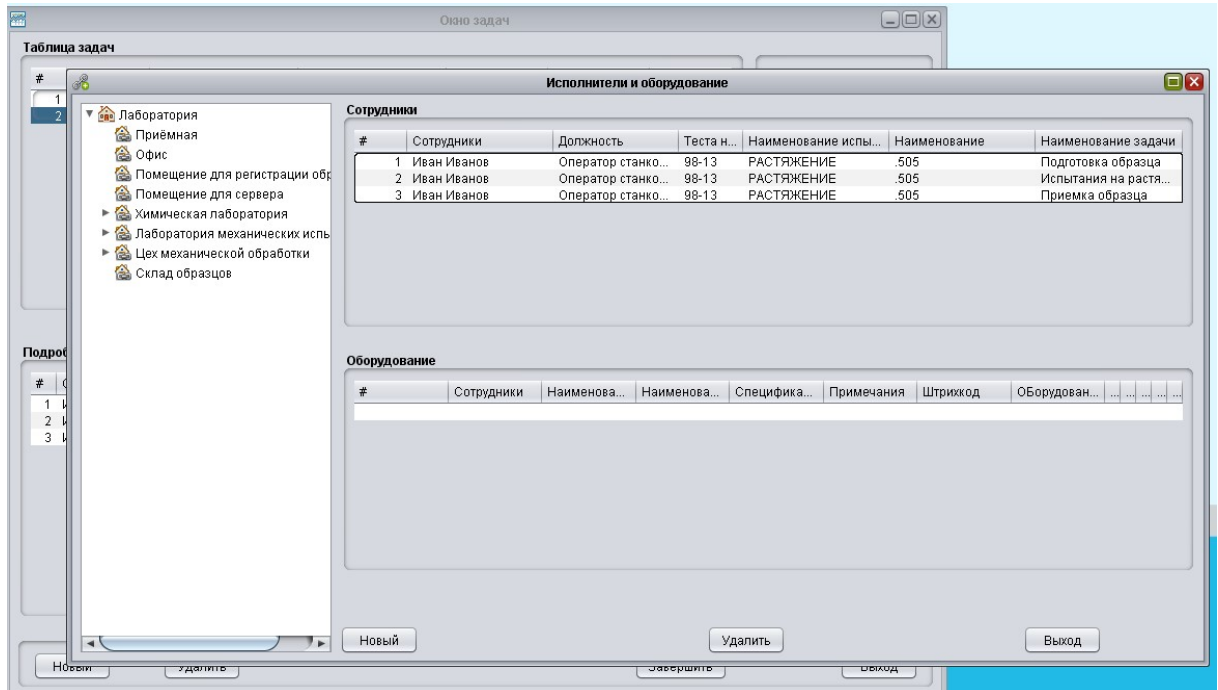 Окно задач
Таблица задач
#
1
2
Исполнители и оборудование
Лаборатория
Приёмная
Офис
Помещение для регистрации обр
Помещение для сервера
Химическая лаборатория
Лаборатория механических испы
Цех механической обработки
Склад образцов
Сотрудники
# Сотрудники Должность Теста н... Наименование испы... Наименование Наименование задачи
1 Иван Иванов Оператор станко... 98-13 РАСТЯЖЕНИЕ .505 Подготовка образца
2 Иван Иванов Оператор станко... 98-13 РАСТЯЖЕНИЕ .505 Испытания на растя...
3 Иван Иванов Оператор станко... 98-13 РАСТЯЖЕНИЕ .505 Приемка образца
Оборудование
# Сотрудники Наименова... Наименова... Специфика... Примечания Штрихкод ОБорудован... ... ... ... ... ...
Новый Удалить Выход
Подроб
# С
1 И
2 И
3 И
Новый Удалить Завершить Выход